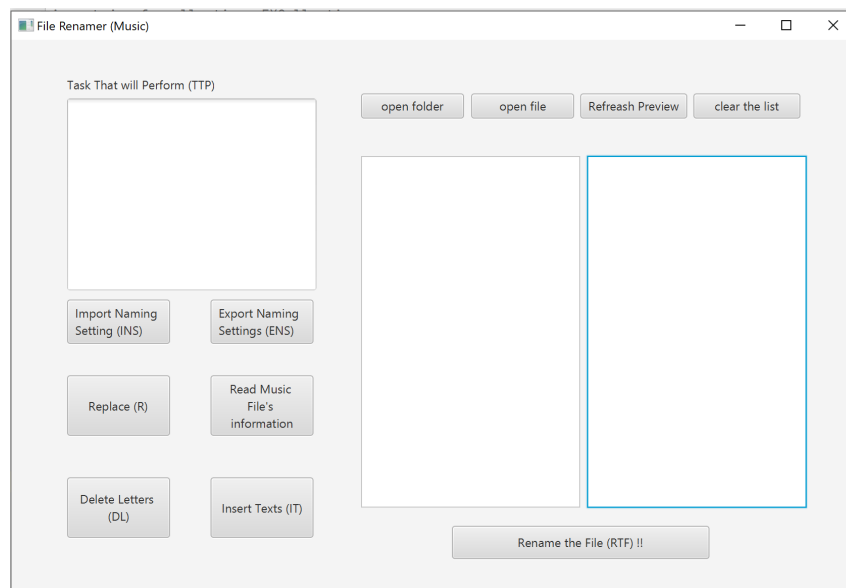 File Renamer (Music)
Task That will Perform (TTP)
open folder
open file
Refreash Preview
clear the list
Import Naming
Setting (INS)
Export Naming
Settings (ENS)
Replace (R)
Read Music
File's
information
Delete Letters
(DL)
Insert Texts (IT)
Rename the File (RTF) !!